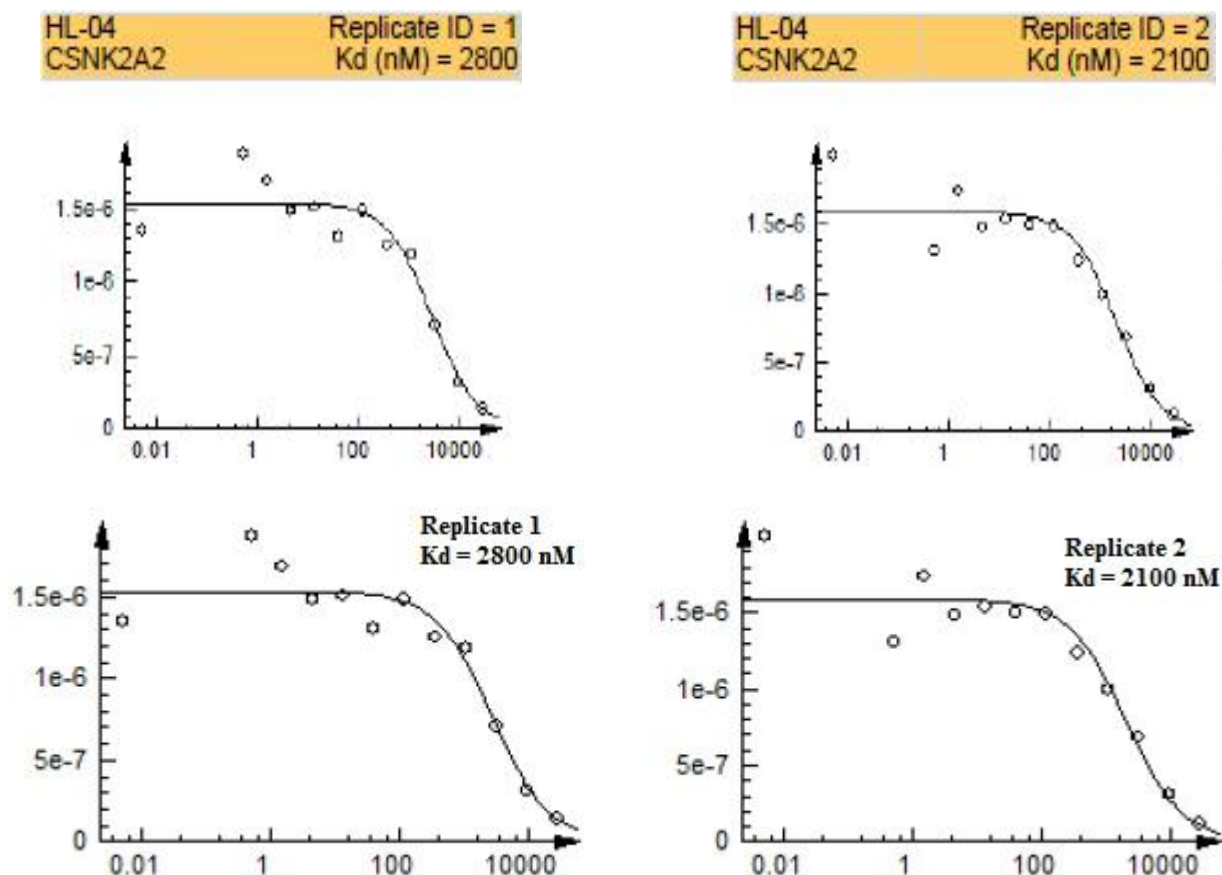 HL-04 Replicate ID = 1
CSNK2A2 Kd (nM) = 2800
HL-04 Replicate ID = 2
CSNK2A2 Kd (nM) = 2100
1.5e-6
1e-6
5e-7
0
0.01 1 100 10000
1.5e-6
1e-6
5e-7
0
0.01 1 100 10000
Replicate 1
Kd = 2800 nM
1.5e-6
1e-6
5e-7
0
0.01 1 100 10000
Replicate 2
Kd = 2100 nM
1.5e-6
1e-6
5e-7
0
0.01 1 100 10000